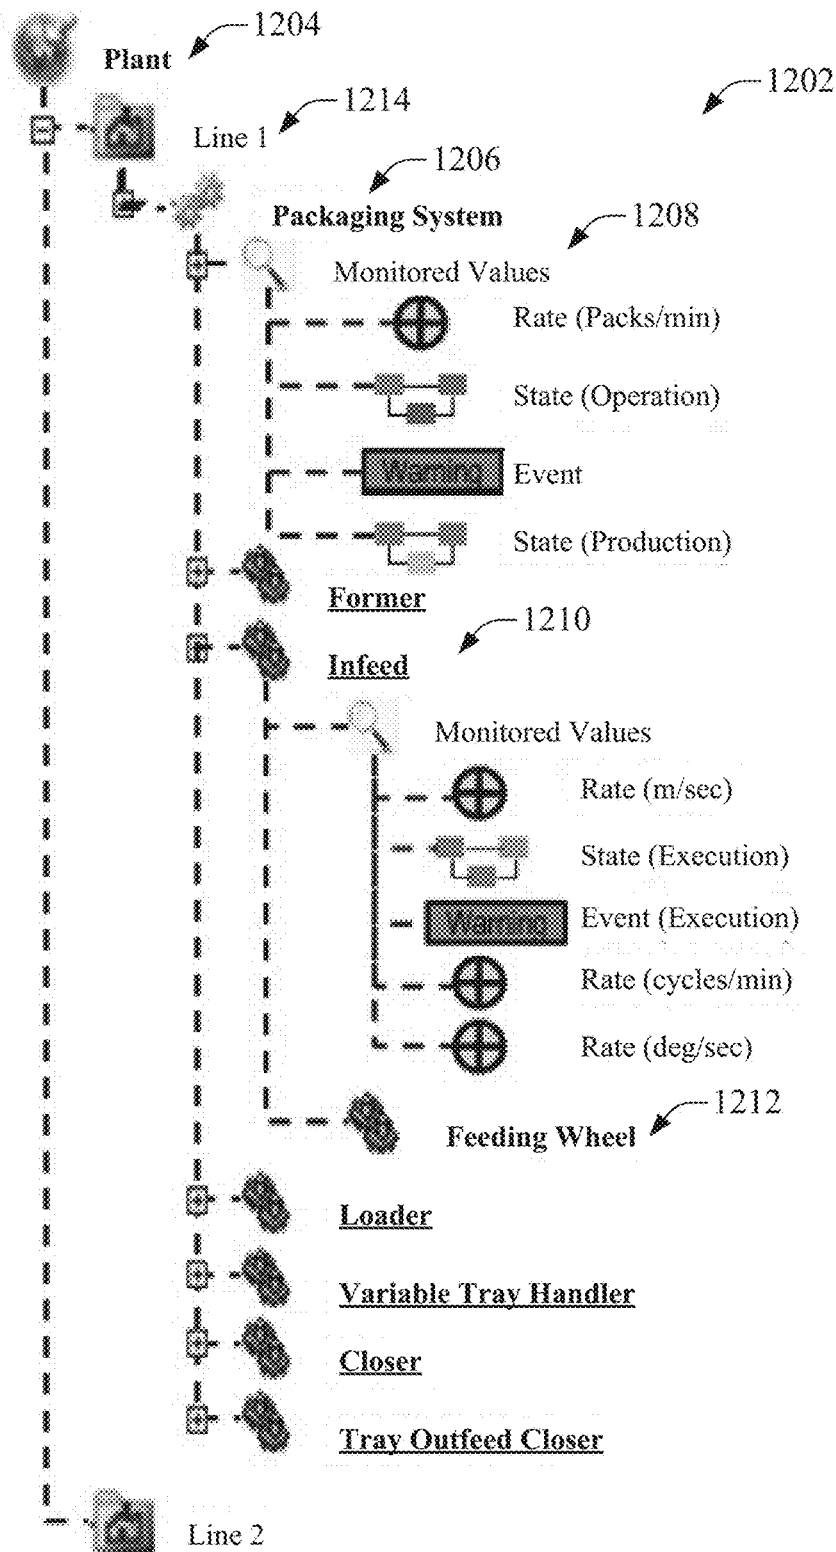 1204
Plant
1202
1214
Line 1
1206
Packaging System
1208
Monitored Values
Rate (Packs/min)
State (Operation)
Warning Event
State (Production)
Former
1210
Infeed
Monitored Values
Rate (m/sec)
State (Execution)
Warning Event (Execution)
Rate (cycles/min)
Rate (deg/sec)
1212
Feeding Wheel
Loader
Variable Tray Handler
Closer
Tray Outfeed Closer
Line 2